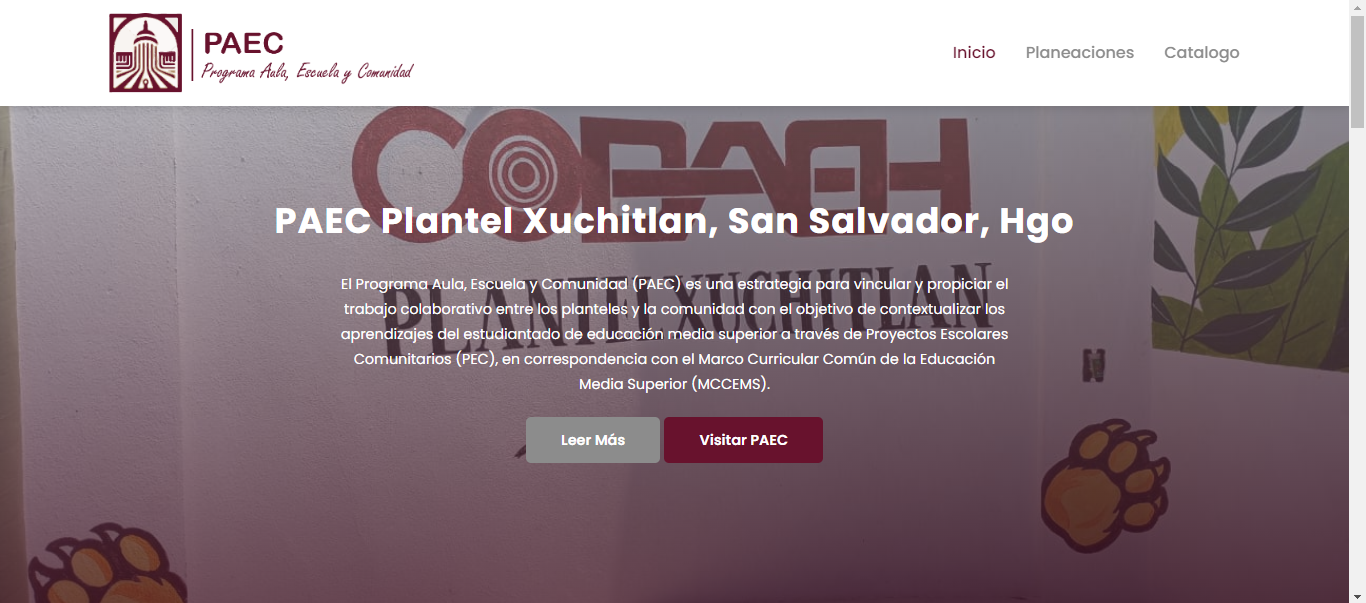 PAEC
Programa Aula, Escuela y Comunidad
Inicio
Planeaciones
Catalogo
COBAEH
PLANTEL XUCHITLAN
PAEC Plantel Xuchitlan, San Salvador, Hgo
El Programa Aula, Escuela y Comunidad (PAEC) es una estrategia para vincular y propiciar el
trabajo colaborativo entre los planteles y la comunidad con el objetivo de contextualizar los
aprendizajes del estudiantado de educación media superior a través de Proyectos Escolares
Comunitarios (PEC), en correspondencia con el Marco Curricular Común de la Educación
Media Superior (MCCEMS).
Leer Más
Visitar PAEC